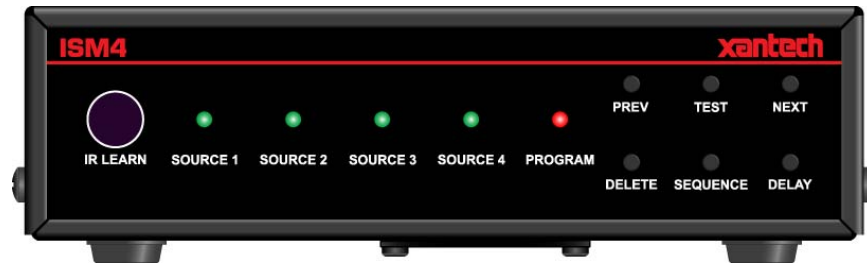 ISM4
xantech
PREV TEST NEXT
IR LEARN SOURCE 1 SOURCE 2 SOURCE 3 SOURCE 4 PROGRAM
DELETE SEQUENCE DELAY